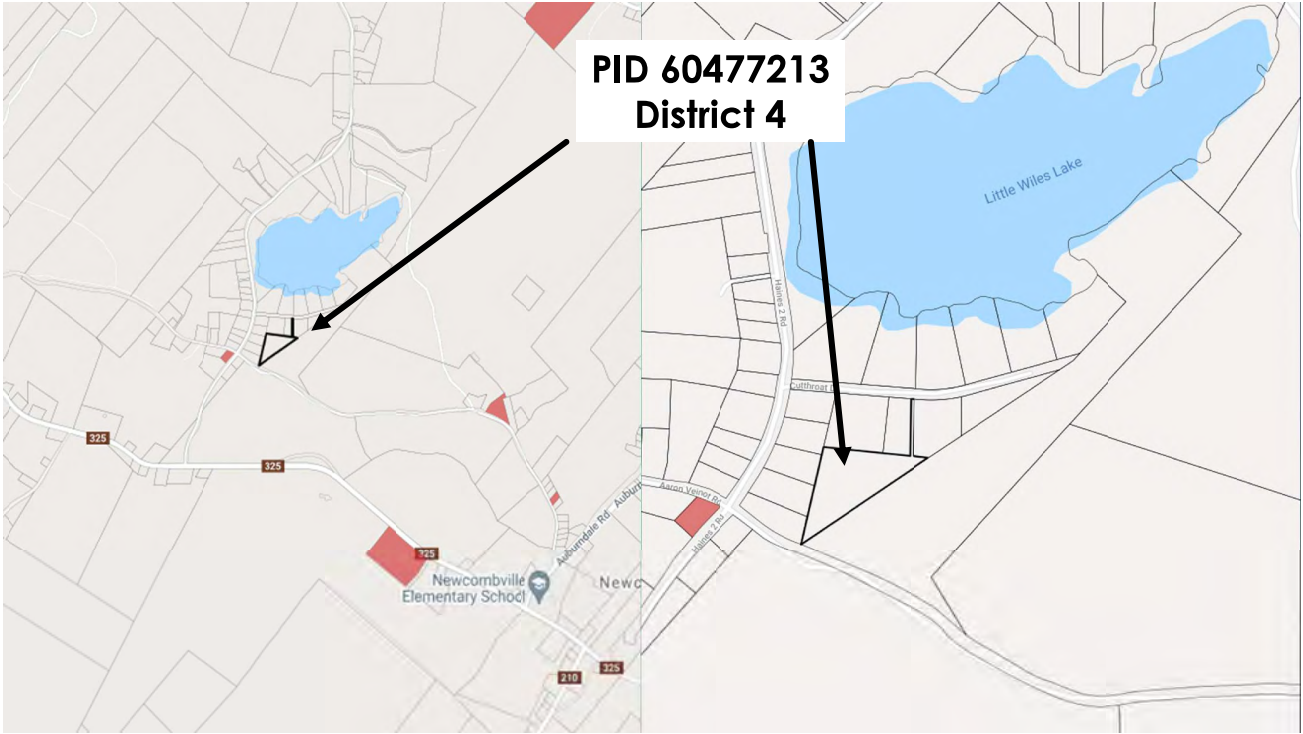 PID 60477213
District 4
Little Wiles Lake
Haines 2 Rd
Cutthroat
Aaron Veinot Rd
Haines 2 Rd
325
325
325
Auburndale Rd
Auburn
Newcombville
Elementary School
Newc
325
210